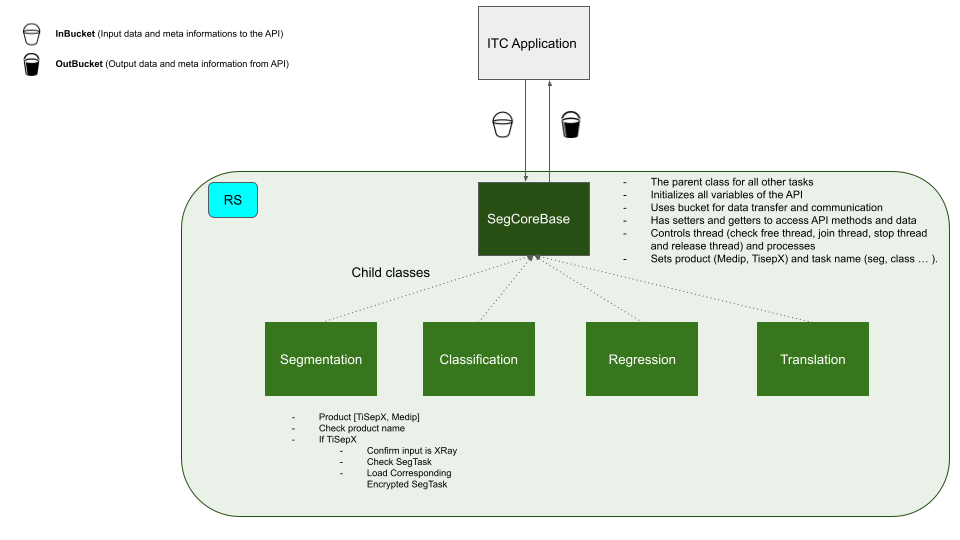 InBucket (Input data and meta informations to the API)
OutBucket (Output data and meta information from API)
ITC Application
RS
SegCoreBase
- The parent class for all other tasks
- Initializes all variables of the API
- Uses bucket for data transfer and communication
- Has setters and getters to access API methods and data
- Controls thread (check free thread, join thread, stop thread
and release thread) and processes
- Sets product (Medip, TisepX) and task name (seg, class … ).
Child classes
Segmentation
Classification
Regression
Translation
- Product [TiSepX, Medip]
- Check product name
- If TiSepX
- Confirm input is XRay
- Check SegTask
- Load Corresponding
Encrypted SegTask